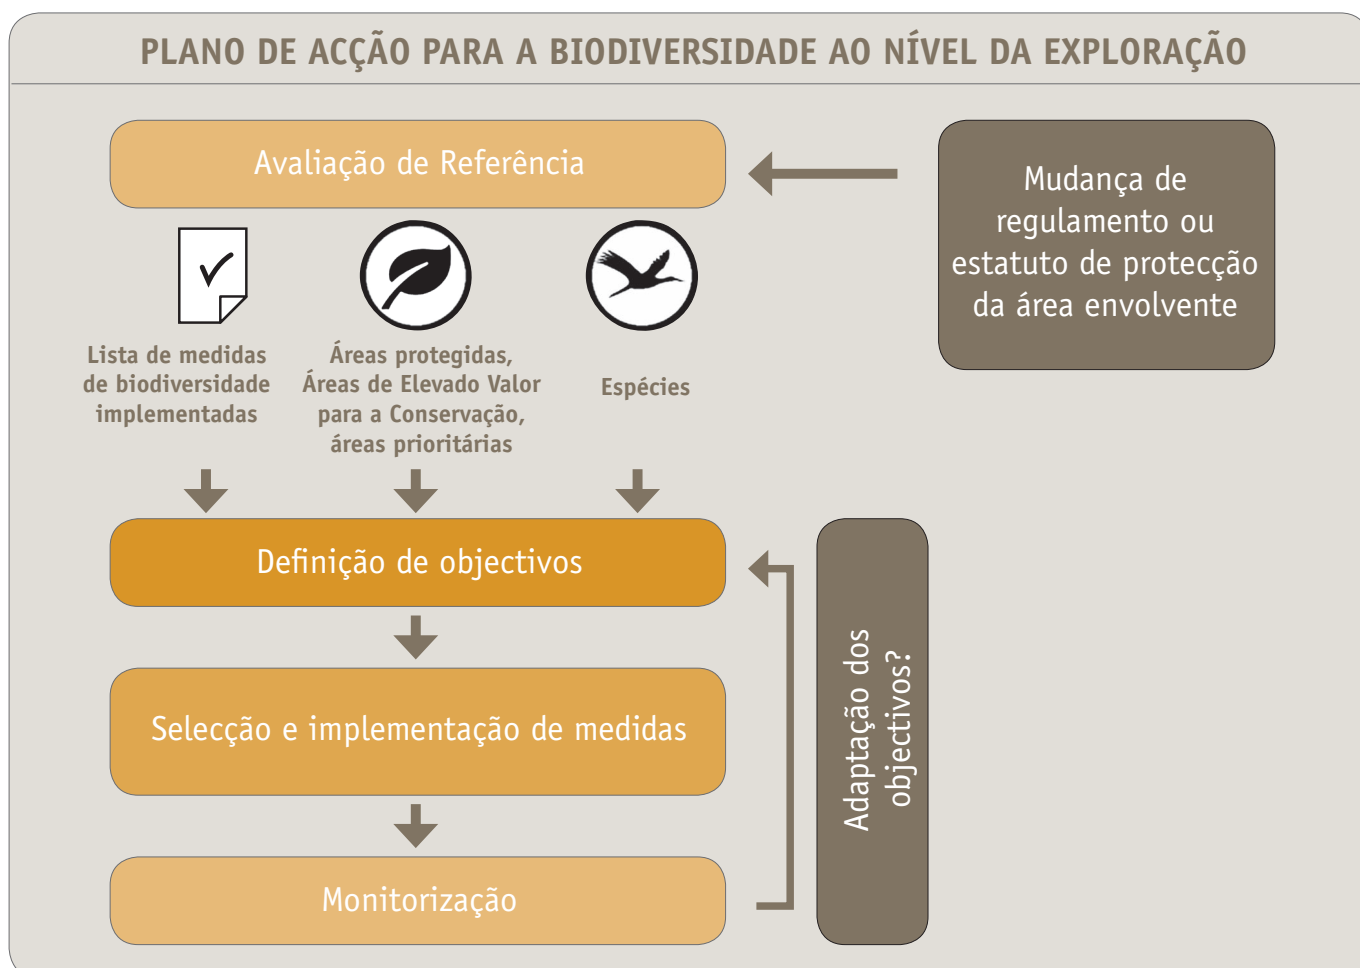 PLANO DE ACÇÃO PARA A BIODIVERSIDADE AO NÍVEL DA EXPLORAÇÃO
Avaliação de Referência
Mudança de
regulamento ou
estatuto de protecção
da área envolvente
Lista de medidas
de biodiversidade
implementadas
Áreas protegidas,
Áreas de Elevado Valor
para a Conservação,
áreas prioritárias
Espécies
Definição de objectivos
Selecção e implementação de medidas
Monitorização
Adaptação dos
objectivos?